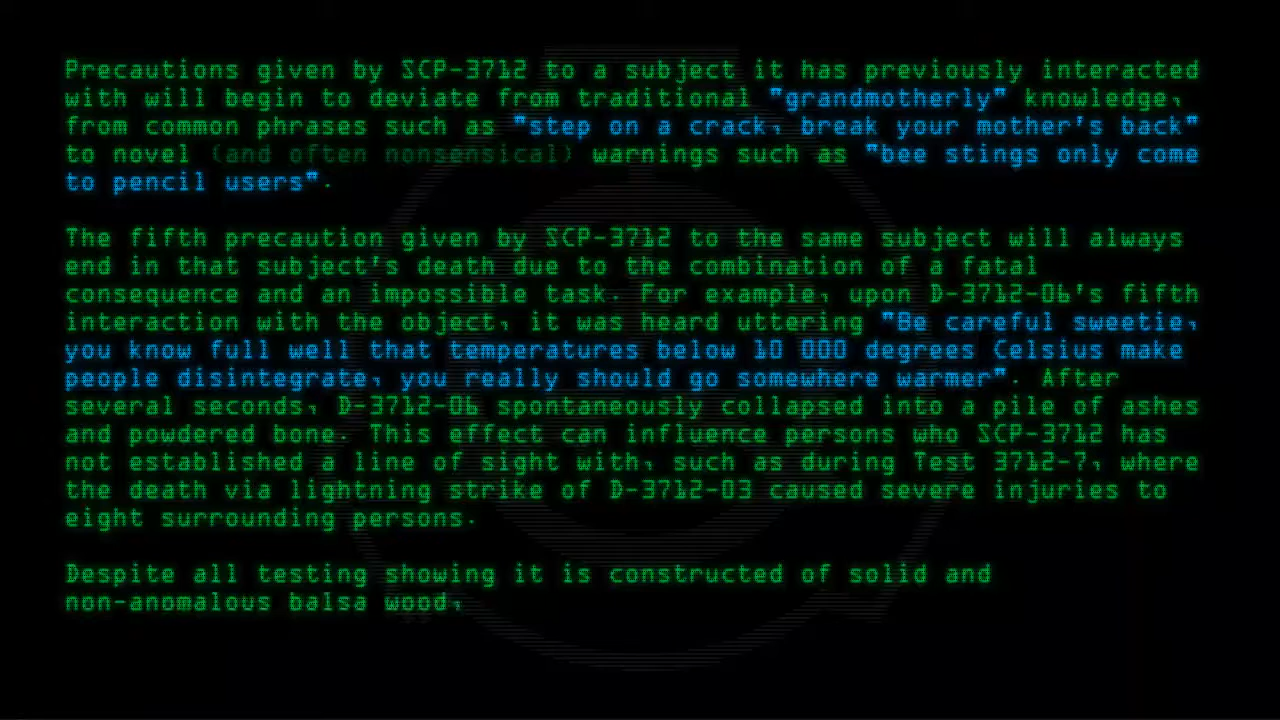 Precautions given by SCP-3712 to a subject it has previously interacted
with will begin to deviate from traditional "grandmotherly" knowledge,
from common phrases such as "step on a crack, break your mother's back"
to novel (and often nonsensical) warnings such as "bee stings only come
to pencil users".
The fifth precaution given by SCP-3712 to the same subject will always
end in that subject's death due to the combination of a fatal
consequence and an impossible task. For example, upon D-3712-06's fifth
interaction with the object, it was heard uttering "Be careful sweetie,
you know full well that temperatures below 10 000 degrees Celsius make
people disintegrate, you really should go somewhere warmer". After
several seconds, D-3712-06 spontaneously collapsed into a pile of ashes
and powdered bone. This effect can influence persons who SCP-3712 has
not established a line of sight with, such as during Test 3712-7, where
the death via lightning strike of D-3712-03 caused severe injuries to
eight surrounding persons.
Despite all testing showing it is constructed of solid and
non-anomalous balsa wood,